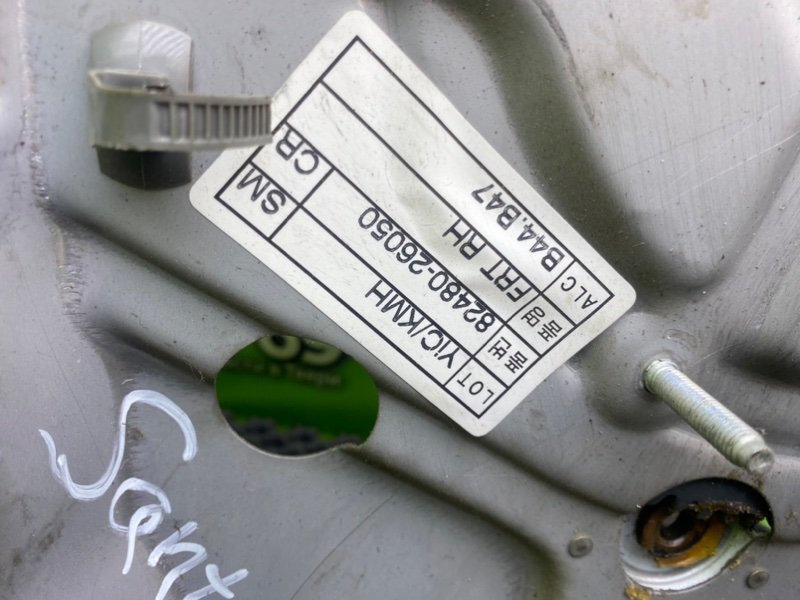 ALC B44.B47
품명 FRT RH
품번 82480-26050 CR
LOT YIC/KMH SM
Sant